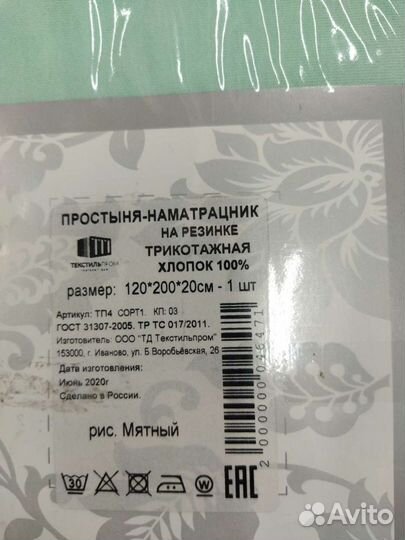 ПРОСТЫНЯ-НАМАТРАЦНИК
НА РЕЗИНКЕ
ТРИКОТАЖНАЯ
ХЛОПОК 100%
ТЕКСТИЛЬПРОМ
размер: 120*200*20см - 1 шт
Артикул: ТП4 СОРТ1. КП: 03
ГОСТ 31307-2005. ТР ТС 017/2011.
Изготовитель ООО "ТД Текстильпром"
153000, г. Иваново, ул. Б.Воробьёвская, 26
Дата изготовления:
Июнь 2020г
Сделано в России.
рис. Мятный
30
W
EAC
Avito